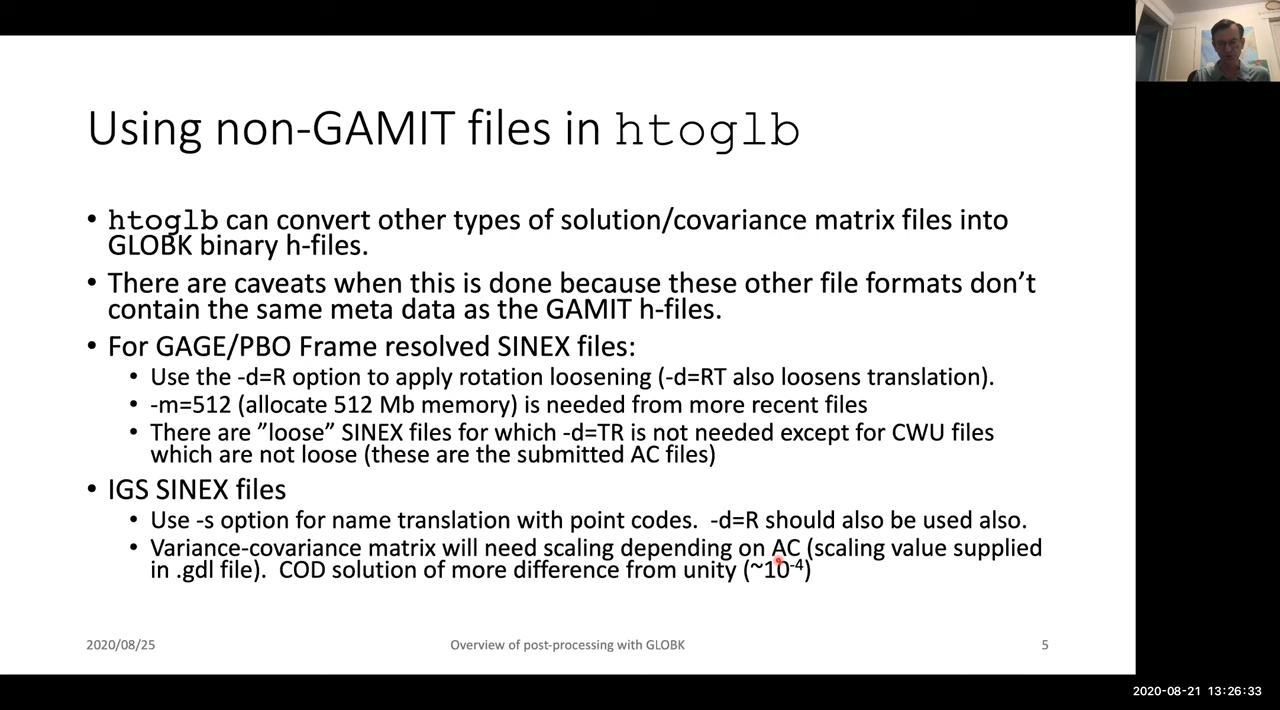 Using non-GAMIT files in htoglb
• htoglb can convert other types of solution/covariance matrix files into
GLOBK binary h-files.
• There are caveats when this is done because these other file formats don’t
contain the same meta data as the GAMIT h-files.
• For GAGE/PBO Frame resolved SINEX files:
• Use the -d=R option to apply rotation loosening (-d=RT also loosens translation).
• -m=512 (allocate 512 Mb memory) is needed from more recent files
• There are ”loose” SINEX files for which -d=TR is not needed except for CWU files
which are not loose (these are the submitted AC files)
• IGS SINEX files
• Use -s option for name translation with point codes.  -d=R should also be used also.
• Variance-covariance matrix will need scaling depending on AC (scaling value supplied
in .gdl file).  COD solution of more difference from unity (~10⁻⁴)
2020/08/25
Overview of post-processing with GLOBK
5
2020-08-21 13:26:33